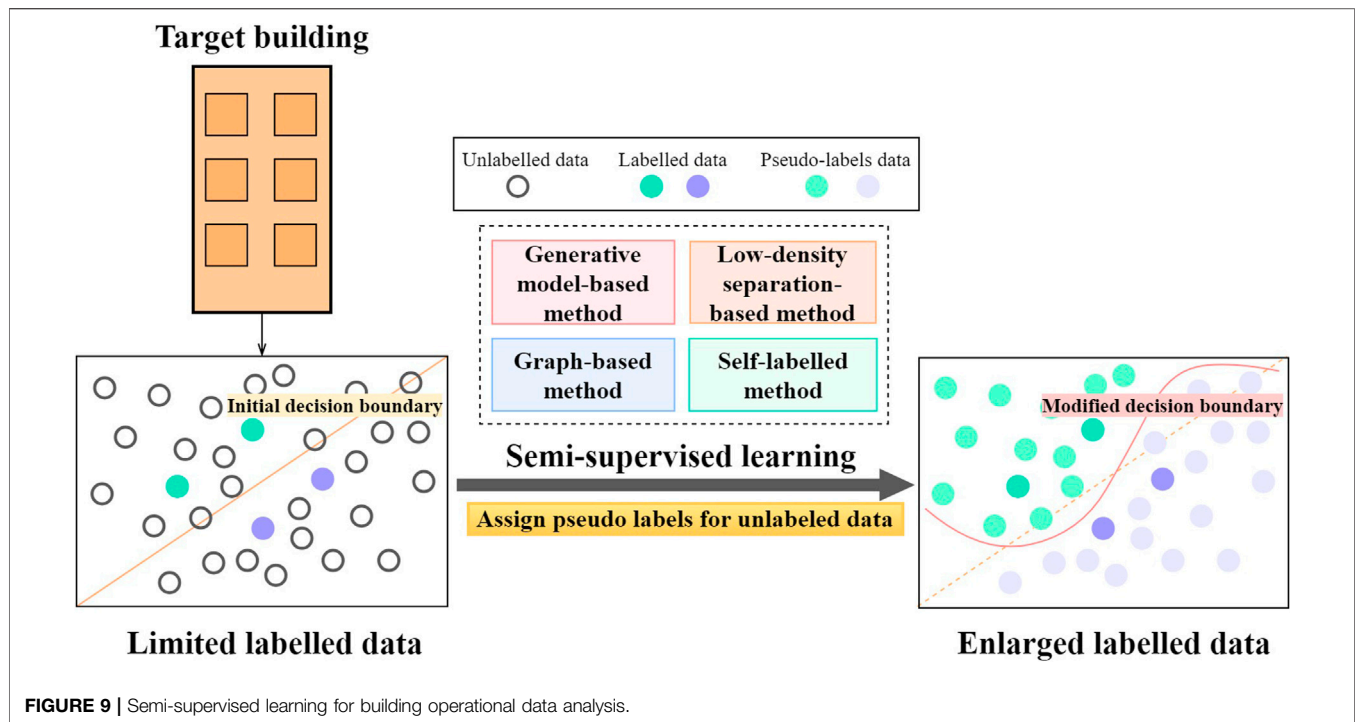 Target building
Unlabelled data
Labelled data
Pseudo-labels data
Generative
model-based
method
Low-density
separation-
based method
Graph-based
method
Self-labelled
method
Initial decision boundary
Semi-supervised learning
Assign pseudo labels for unlabeled data
Modified decision boundary
Limited labelled data
Enlarged labelled data
FIGURE 9 | Semi-supervised learning for building operational data analysis.